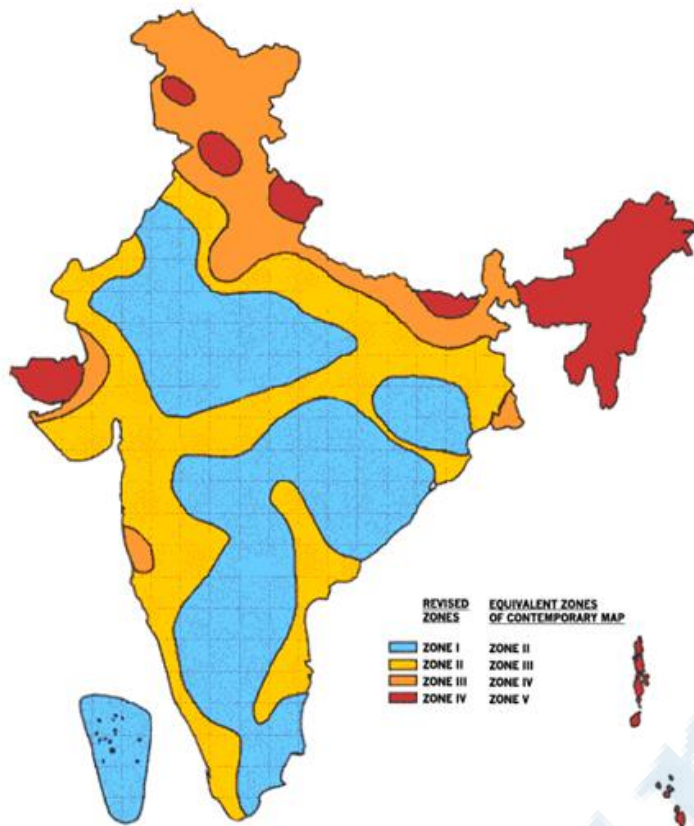 REVISED ZONES EQUIVALENT ZONES OF CONTEMPORARY MAP
ZONE I ZONE II
ZONE II ZONE III
ZONE III ZONE IV
ZONE IV ZONE V